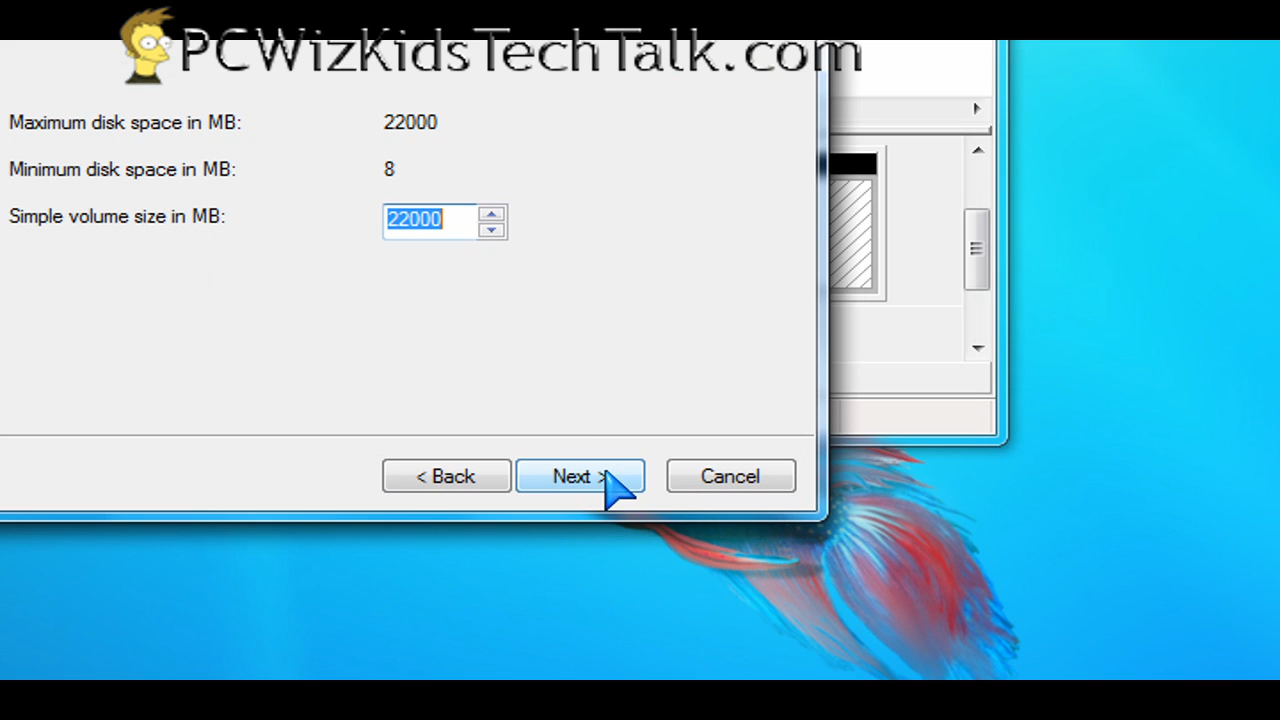 PCWizKidsTechTalk.com
Maximum disk space in MB: 22000
Minimum disk space in MB: 8
Simple volume size in MB: 22000
< Back Next > Cancel